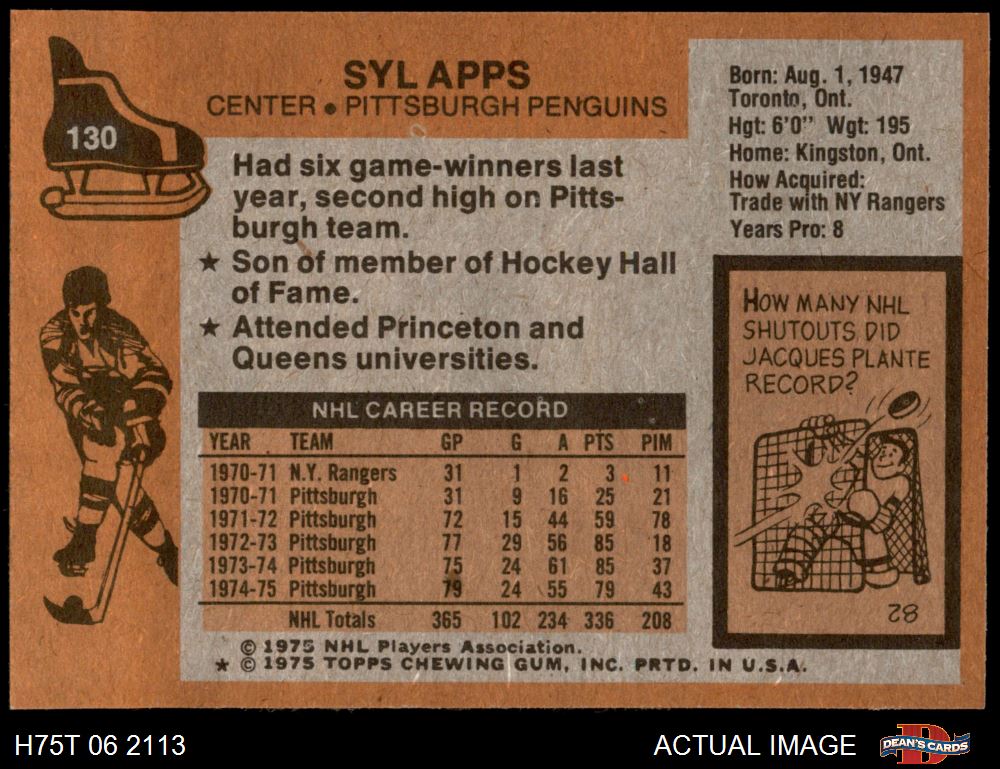 130
SYL APPS
CENTER • PITTSBURGH PENGUINS
Had six game-winners last
year, second high on Pitts-
burgh team.
★ Son of member of Hockey Hall
of Fame.
★ Attended Princeton and
Queens universities.
Born: Aug. 1, 1947
Toronto, Ont.
Hgt: 6'0" Wgt: 195
Home: Kingston, Ont.
How Acquired:
Trade with NY Rangers
Years Pro: 8
HOW MANY NHL
SHUTOUTS DID
JACQUES PLANTE
RECORD?
28
NHL CAREER RECORD
YEAR TEAM GP G A PTS PIM
1970-71 N.Y. Rangers 31 1 2 3 11
1970-71 Pittsburgh 31 9 16 25 21
1971-72 Pittsburgh 72 15 44 59 78
1972-73 Pittsburgh 77 29 56 85 18
1973-74 Pittsburgh 75 24 61 85 37
1974-75 Pittsburgh 79 24 55 79 43
NHL Totals 365 102 234 336 208
© 1975 NHL Players Association.
★ © 1975 TOPPS CHEWING GUM, INC. PRTD. IN U.S.A.
H75T 06 2113
ACTUAL IMAGE
D
DEAN'S CARDS